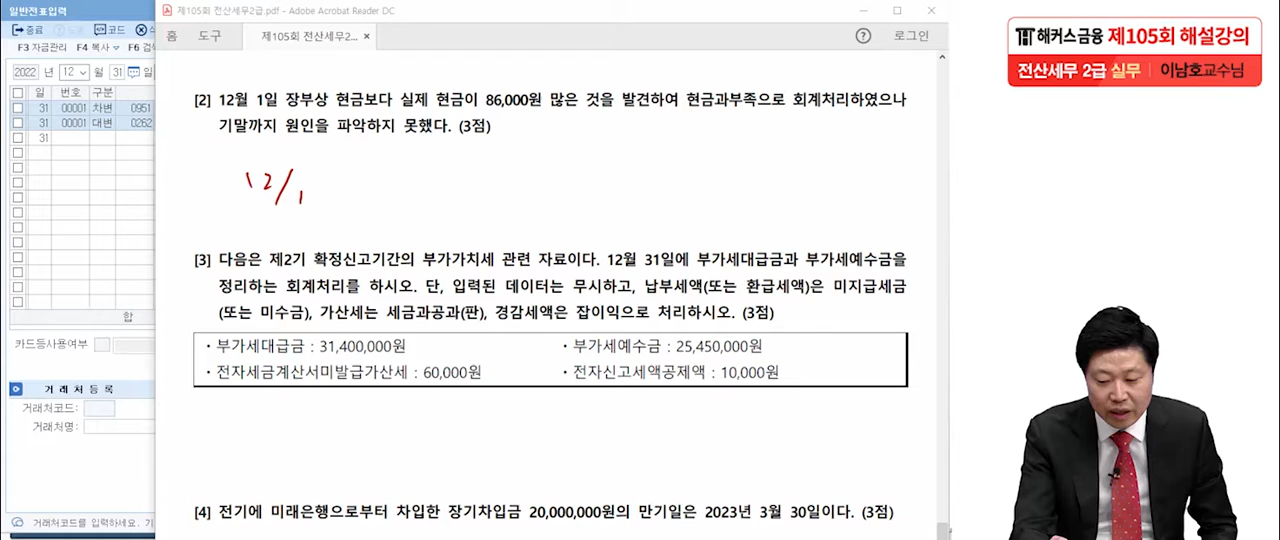 일반전표입력
제105회 전산세무2급.pdf - Adobe Acrobat Reader DC
종료
코드
홈
도구
제105회 전산세무2...
로그인
F3 자금관리 F4 복사 F6 검
2022 년 12 월 31 일
일 번호 구분
31 00001 차변 0951
31 00001 대변 0262
31
합
카드등사용여부
거 래 처 등 록
거래처코드:
거래처명:
거래처코드를 입력하세요. 기
[2] 12월 1일 장부상 현금보다 실제 현금이 86,000원 많은 것을 발견하여 현금과부족으로 회계처리하였으나
기말까지 원인을 파악하지 못했다. (3점)
12/1
[3] 다음은 제2기 확정신고기간의 부가가치세 관련 자료이다. 12월 31일에 부가세대급금과 부가세예수금을
정리하는 회계처리를 하시오. 단, 입력된 데이터는 무시하고, 납부세액(또는 환급세액)은 미지급세금
(또는 미수금), 가산세는 세금과공과(판), 경감세액은 잡이익으로 처리하시오. (3점)
・부가세대급금 : 31,400,000원 ・부가세예수금 : 25,450,000원
・전자세금계산서미발급가산세 : 60,000원 ・전자신고세액공제액 : 10,000원
[4] 전기에 미래은행으로부터 차입한 장기차입금 20,000,000원의 만기일은 2023년 3월 30일이다. (3점)
해커스금융 제105회 해설강의
전산세무 2급 실무 | 이남호교수님